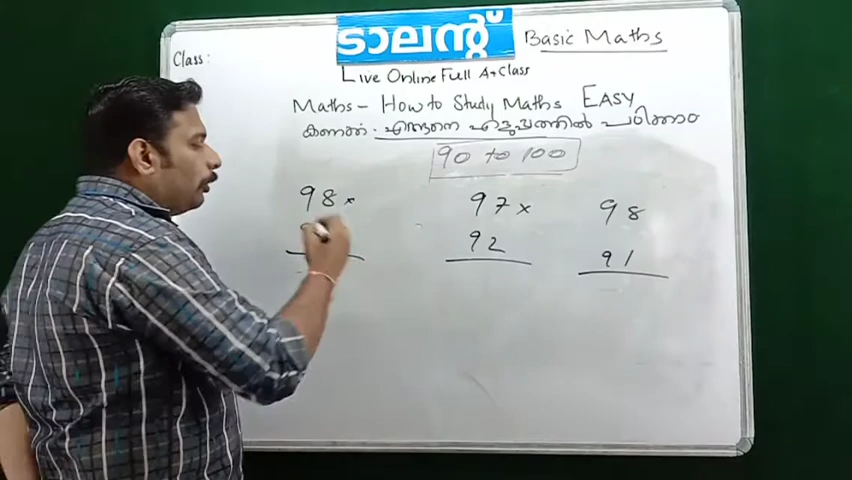 Class:
ടാലന്റ്
Basic Maths
Live Online Full A+ Class
Maths - How to Study Maths EASY
കണക്ക് . എങ്ങനെ എളുപ്പത്തിൽ പഠിക്കാം
90 to 100
98 x
97 x
98
92
91